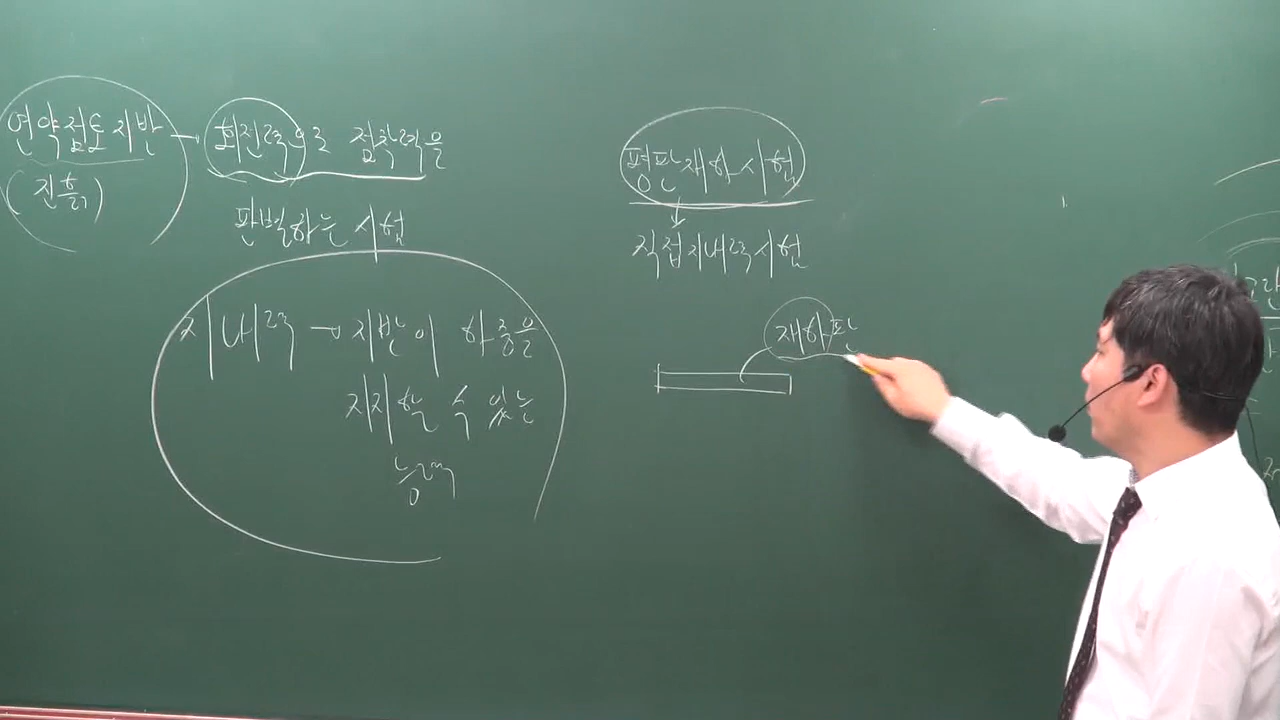 연약점토지반 → 회전력으로 점착력을
(진흙)
판별하는 시험
지내력 → 지반이 하중을
지지할 수 있는
능력
평판재하시험
↓
직접지내력시험
재하판